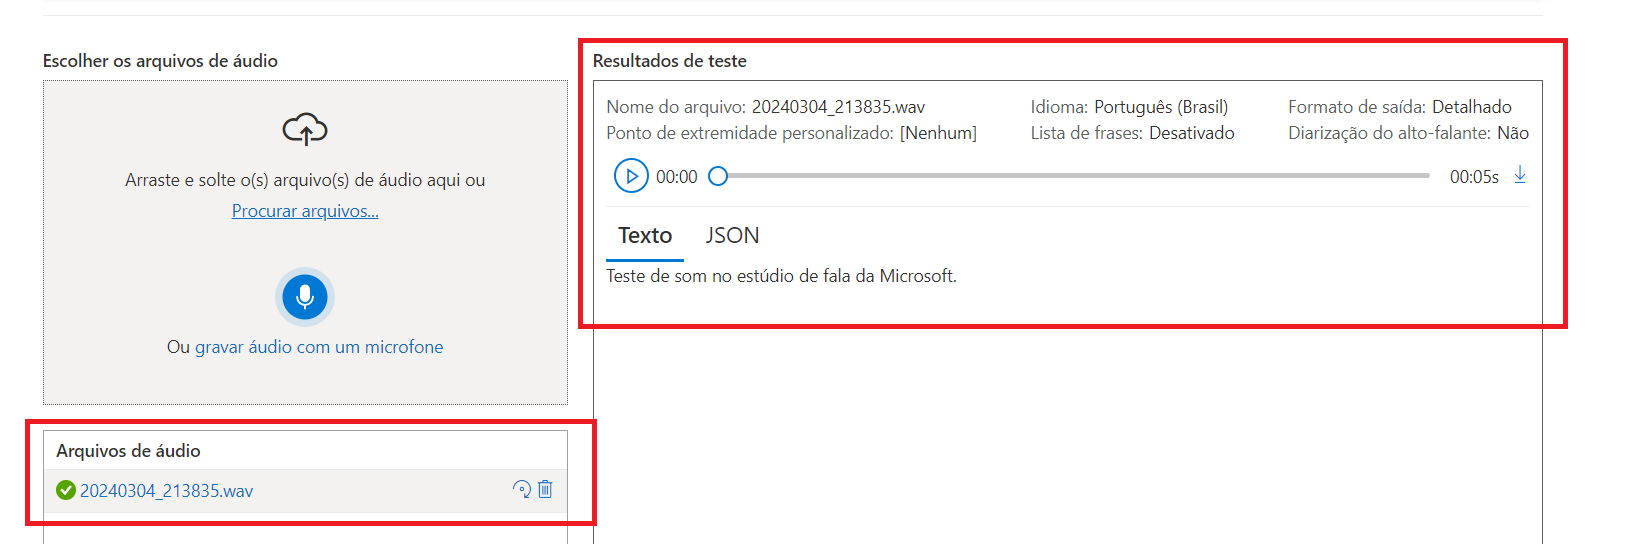 Escolher os arquivos de áudio
Arraste e solte o(s) arquivo(s) de áudio aqui ou
Procurar arquivos...
Ou gravar áudio com um microfone
Arquivos de áudio
20240304_213835.wav
Resultados de teste
Nome do arquivo: 20240304_213835.wav Idioma: Português (Brasil) Formato de saída: Detalhado
Ponto de extremidade personalizado: [Nenhum] Lista de frases: Desativado Diarização do alto-falante: Não
00:00 00:05s
Texto JSON
Teste de som no estúdio de fala da Microsoft.